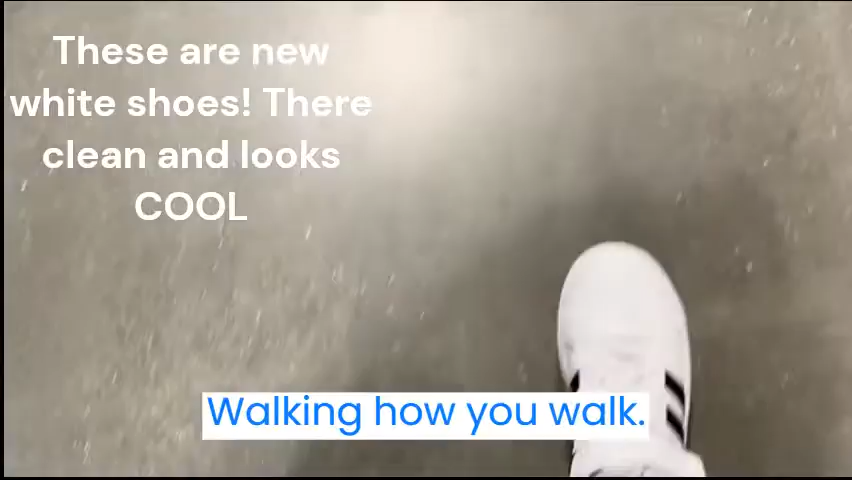 These are new
white shoes! There
clean and looks
COOL
Walking how you walk.